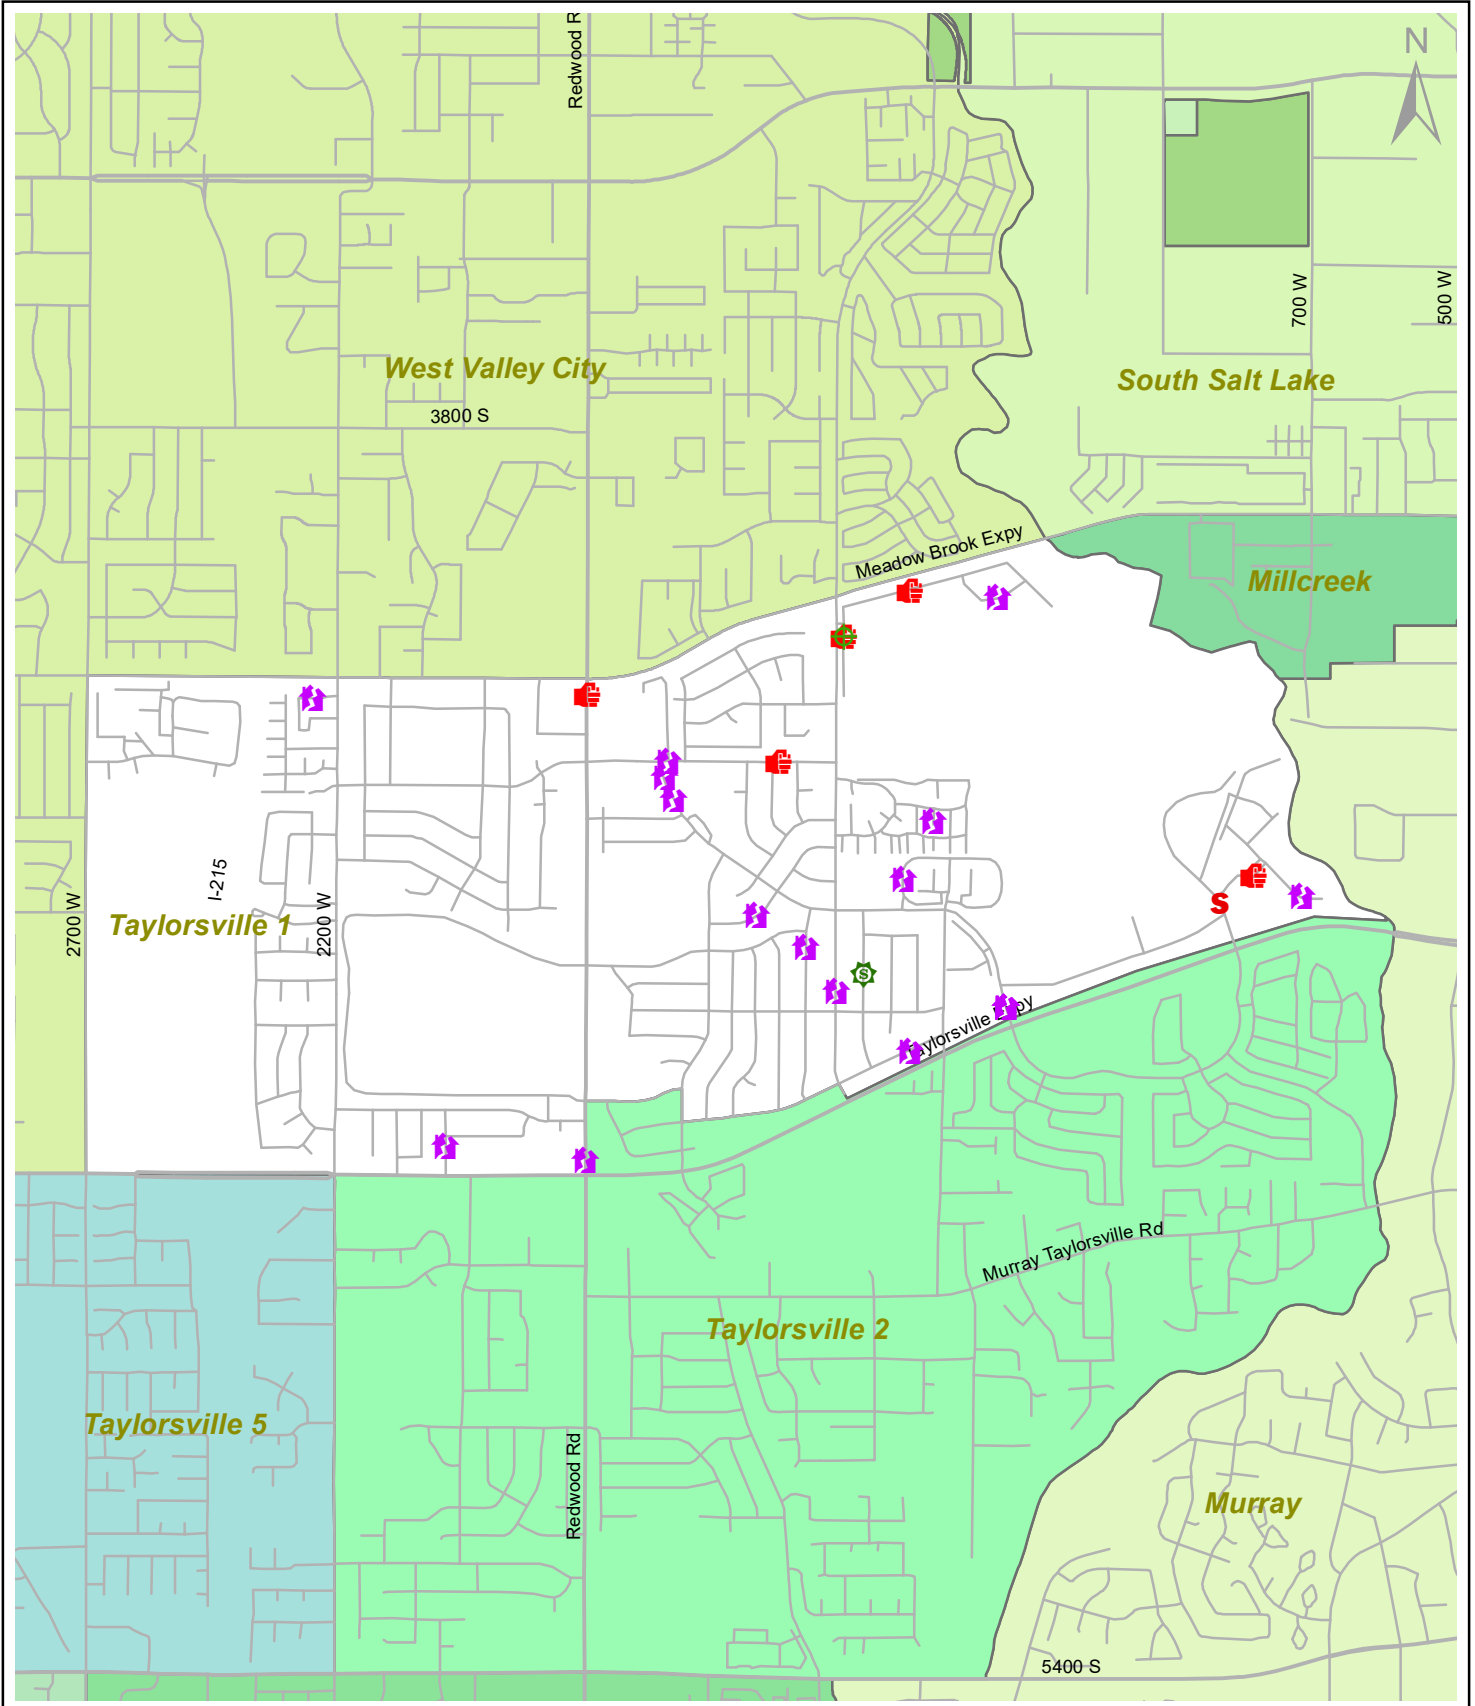 Redwood R
N
700 W
500 W
West Valley City
South Salt Lake
3800 S
Meadow Brook Expy
Millcreek
I-215
2700 W
2200 W
Taylorsville 1
S
S
Taylorsville Expy
Murray Taylorsville Rd
Taylorsville 2
Taylorsville 5
Redwood Rd
Murray
5400 S